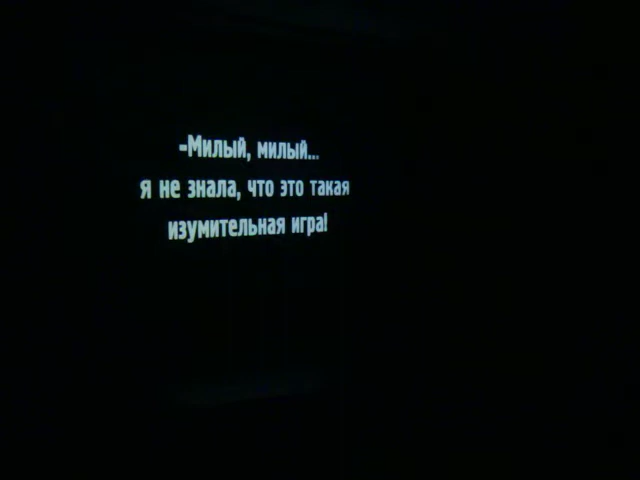 -Милый, милый...
я не знала, что это такая
изумительная игра!